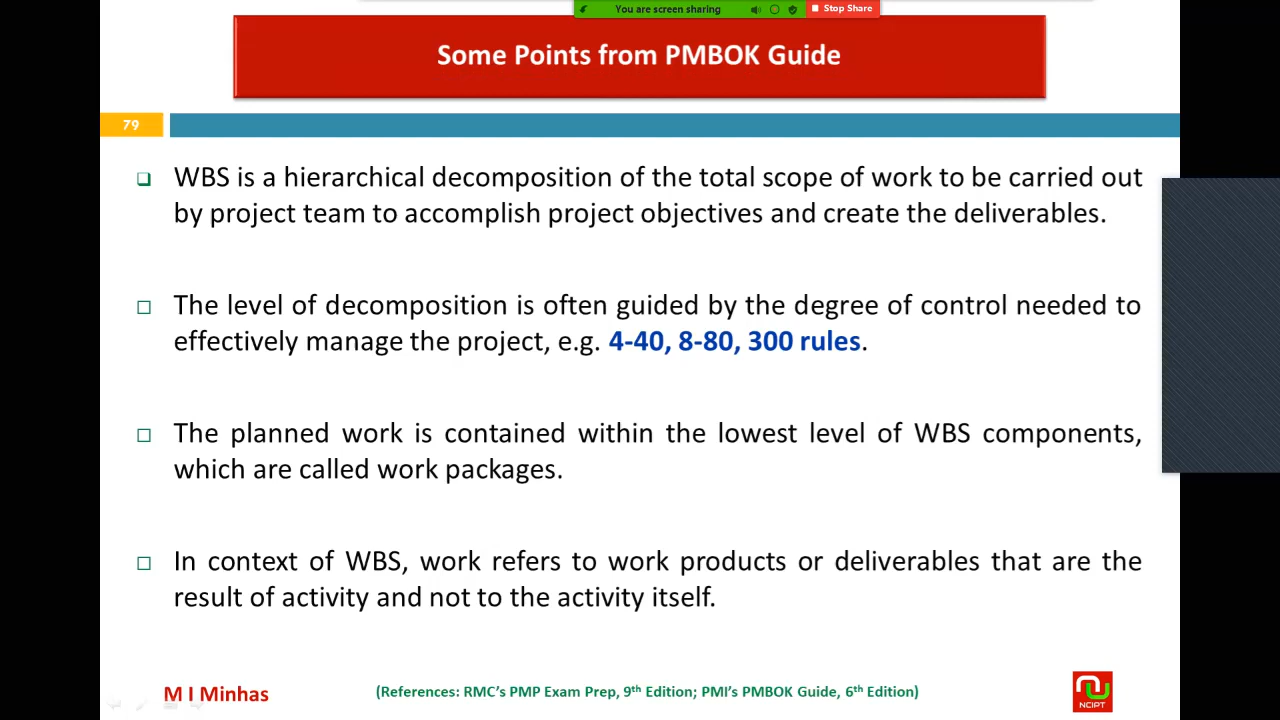 You are screen sharing
Stop Share
Some Points from PMBOK Guide
79
WBS is a hierarchical decomposition of the total scope of work to be carried out
by project team to accomplish project objectives and create the deliverables.
The level of decomposition is often guided by the degree of control needed to
effectively manage the project, e.g. 4-40, 8-80, 300 rules.
The planned work is contained within the lowest level of WBS components,
which are called work packages.
In context of WBS, work refers to work products or deliverables that are the
result of activity and not to the activity itself.
M I Minhas
(References: RMC's PMP Exam Prep, 9th Edition; PMI's PMBOK Guide, 6th Edition)
NCIPT